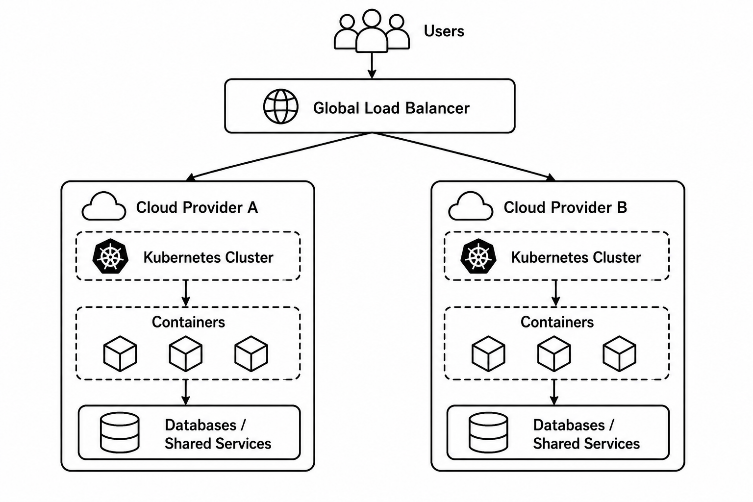 Users
Global Load Balancer
Cloud Provider A
Kubernetes Cluster
Containers
Databases /
Shared Services
Cloud Provider B
Kubernetes Cluster
Containers
Databases /
Shared Services